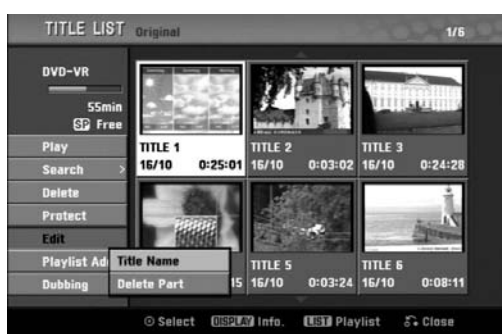 TITLE LIST Original 1/6
DVD-VR
55min
SP Free
Play
Search >
Delete
Protect
Edit
Playlist Ad
Dubbing
Title Name
Delete Part
TITLE 1
16/10 0:25:01
TITLE 2
16/10 0:03:02
TITLE 3
16/10 0:24:28
15
TITLE 5
16/10 0:03:24
TITLE 6
16/10 0:08:11
Select DISPLAY Info. LIST Playlist Close